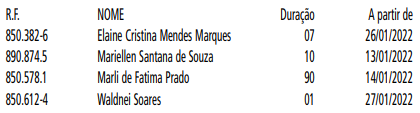 R.F. NOME Duração A partir de
850.382-6 Elaine Cristina Mendes Marques 07 26/01/2022
890.874.5 Mariellen Santana de Souza 10 13/01/2022
850.578.1 Marli de Fatima Prado 90 14/01/2022
850.612-4 Waldnei Soares 01 27/01/2022